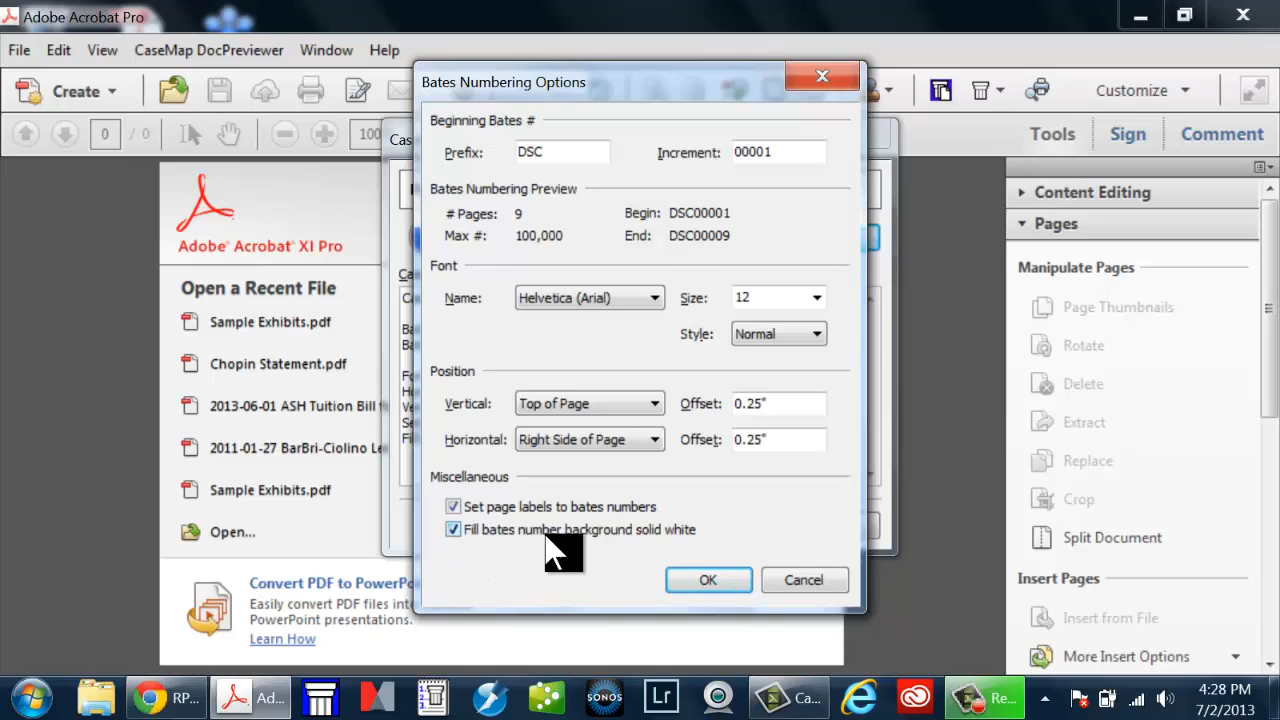 Adobe Acrobat Pro
File Edit View CaseMap DocPreviewer Window Help
Create
Customize
0 / 0
100
Tools Sign Comment
Adobe® Acrobat® XI Pro
Open a Recent File
Sample Exhibits.pdf
Chopin Statement.pdf
2013-06-01 ASH Tuition Bill f
2011-01-27 BarBri-Ciolino Le
Sample Exhibits.pdf
Open...
Convert PDF to PowerPo
Easily convert PDF files into
PowerPoint presentations.
Learn How
Cas
Bates Numbering Options
Beginning Bates #
Prefix: DSC Increment: 00001
Bates Numbering Preview
# Pages: 9 Begin: DSC00001
Max #: 100,000 End: DSC00009
Font
Name: Helvetica (Arial) Size: 12
Style: Normal
Position
Vertical: Top of Page Offset: 0.25"
Horizontal: Right Side of Page Offset: 0.25"
Miscellaneous
Set page labels to bates numbers
Fill bates number background solid white
OK Cancel
Content Editing
Pages
Manipulate Pages
Page Thumbnails
Rotate
Delete
Extract
Replace
Crop
Split Document
Insert Pages
Insert from File
More Insert Options
RP... Ad... SONOS Lr Ca... Re...
4:28 PM
7/2/2013